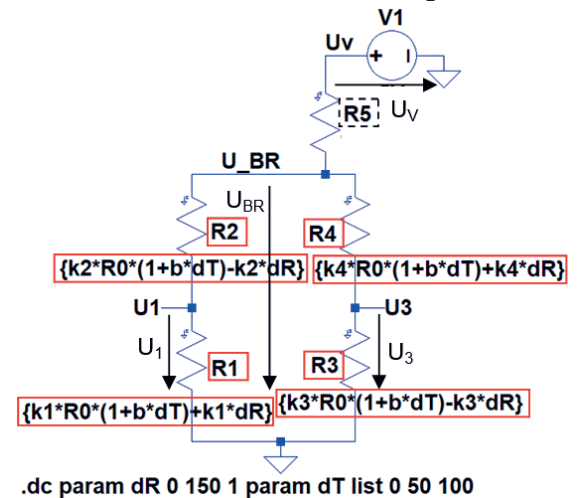 V1
Uv
+ -
R5
UV
U_BR
UBR
R2
R4
{k2*R0*(1+b*dT)-k2*dR}
{k4*R0*(1+b*dT)+k4*dR}
U1
U3
U1
U3
R1
R3
{k1*R0*(1+b*dT)+k1*dR}
{k3*R0*(1+b*dT)-k3*dR}
.dc param dR 0 150 1 param dT list 0 50 100